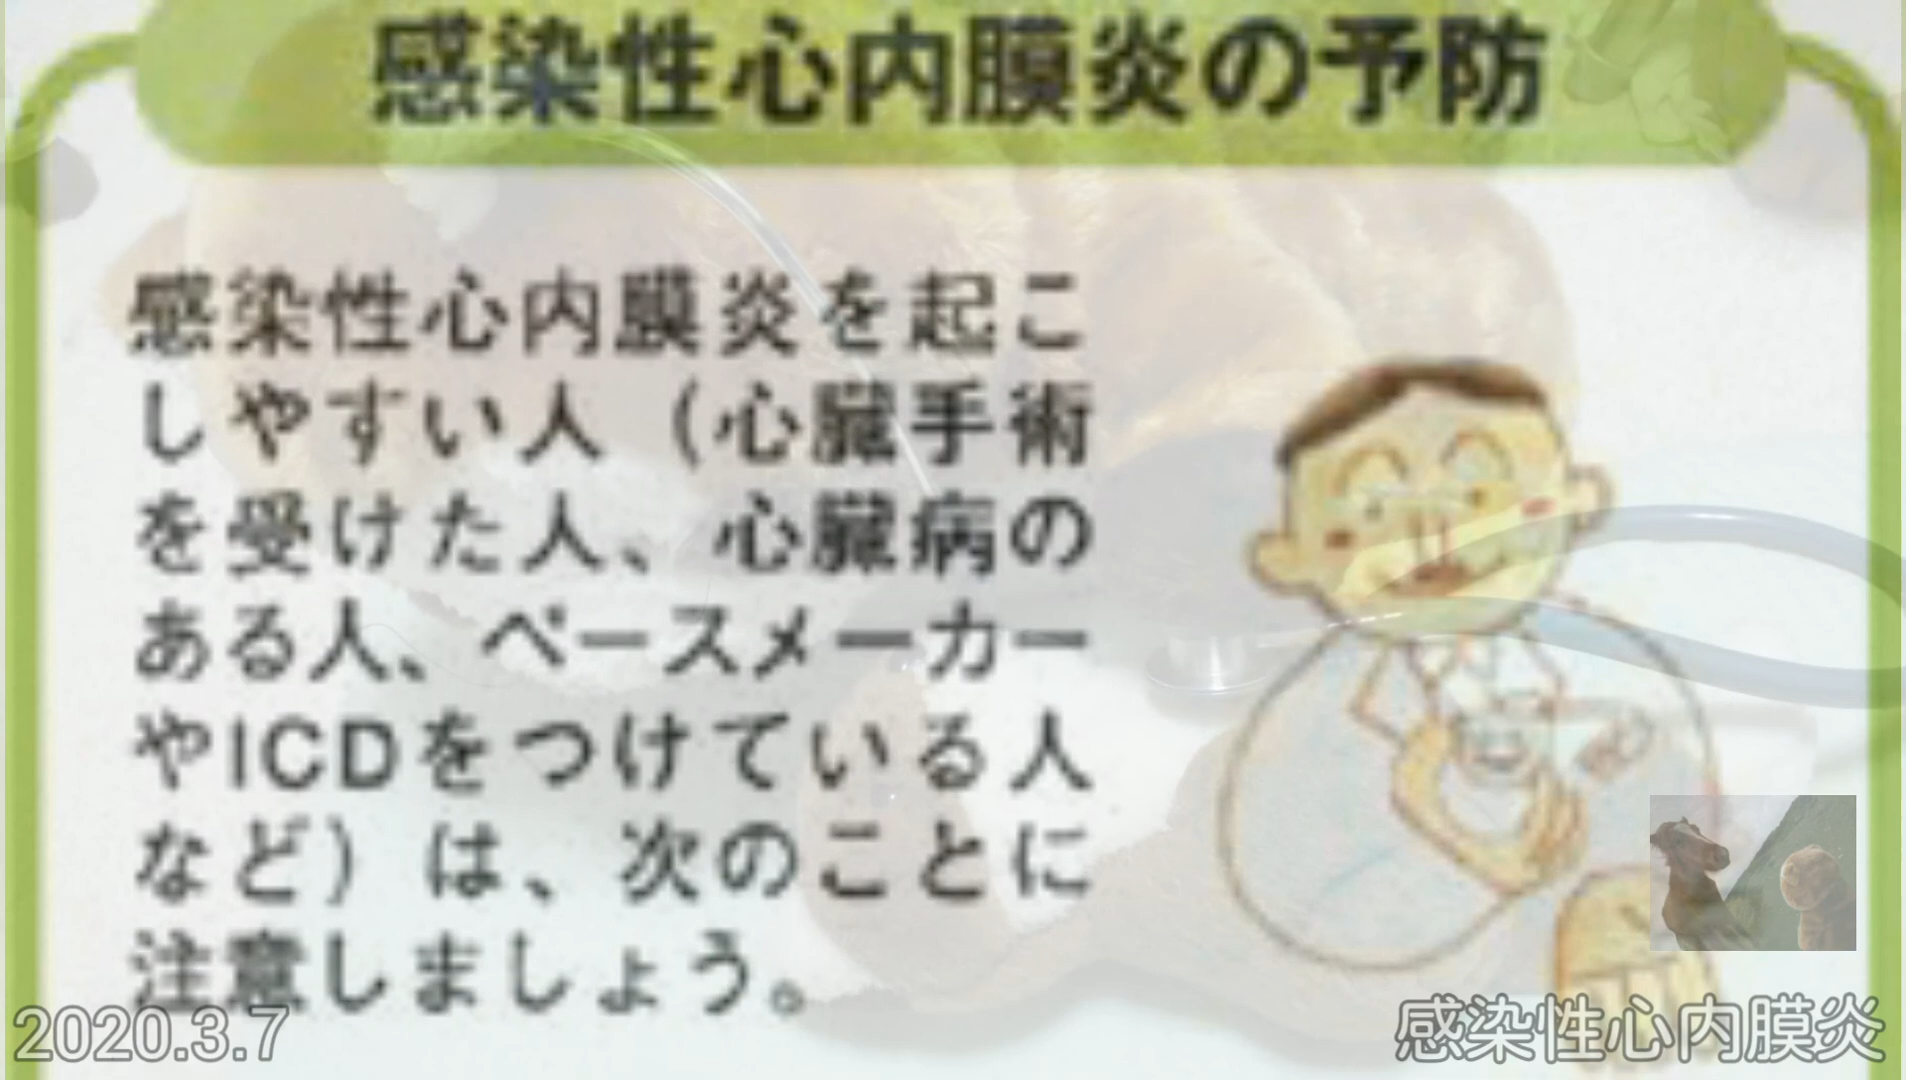 感染性心内膜炎の予防
感染性心内膜炎を起こ
しやすい人（心臓手術
を受けた人、心臓病の
ある人、ペースメーカー
やICDをつけている人
など）は、次のことに
注意しましょう。
2020.3.7
感染性心内膜炎